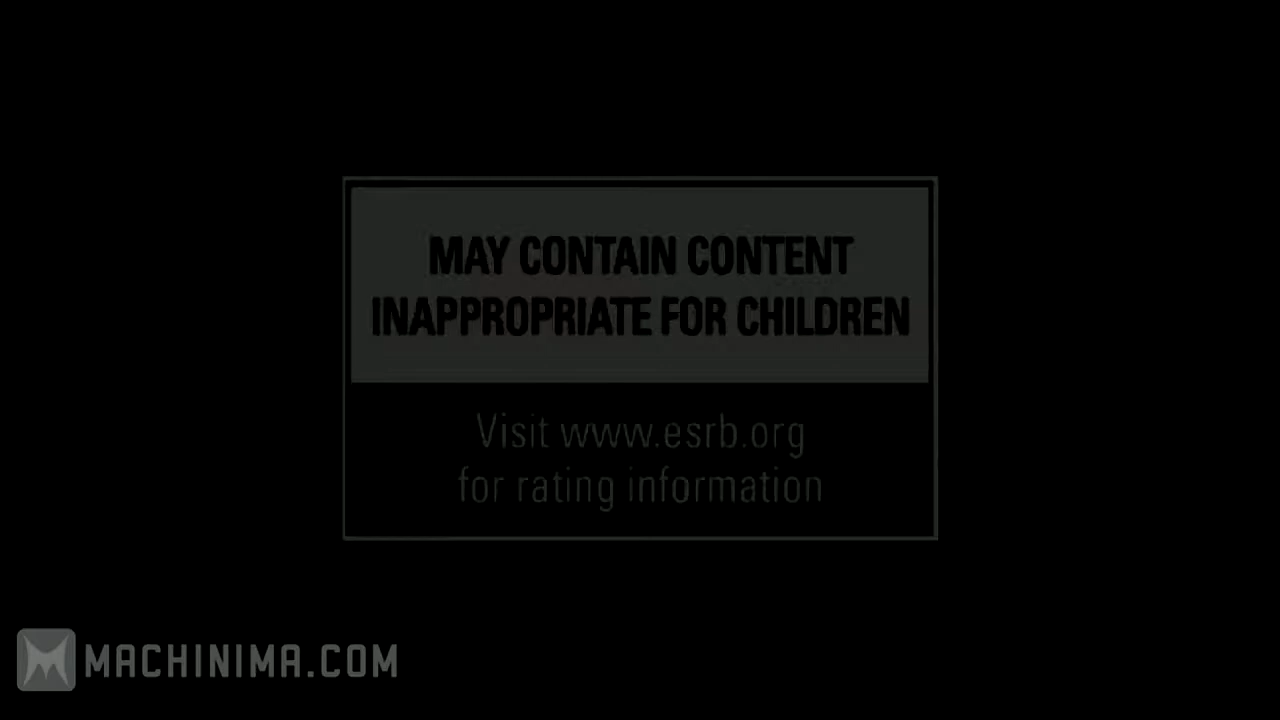 MAY CONTAIN CONTENT
INAPPROPRIATE FOR CHILDREN
Visit www.esrb.org
for rating information
MACHINIMA.COM